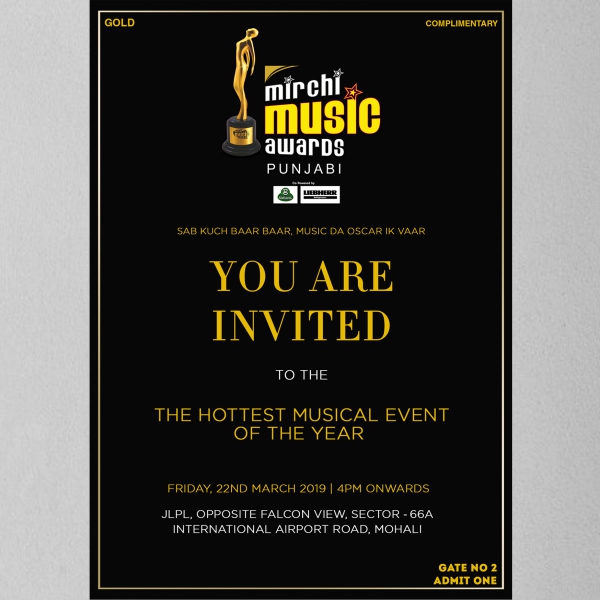 GOLD
COMPLIMENTARY
mirchi
music
awards
PUNJABI
Co Powered by
LIEBHERR
SAB KUCH BAAR BAAR, MUSIC DA OSCAR IK VAAR
YOU ARE
INVITED
TO THE
THE HOTTEST MUSICAL EVENT
OF THE YEAR
FRIDAY, 22ND MARCH 2019 | 4PM ONWARDS
JLPL, OPPOSITE FALCON VIEW, SECTOR - 66A
INTERNATIONAL AIRPORT ROAD, MOHALI
GATE NO 2
ADMIT ONE